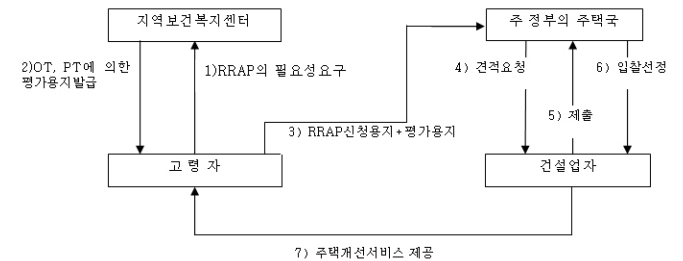 지역보건복지센터
주 정부의 주택국
2)OT, PT에 의한
평가용지발급
1)RRAP의 필요성요구
4) 견적요청
6) 입찰선정
5) 제출
3) RRAP신청용지+평가용지
고 령 자
건설업자
7) 주택개선서비스 제공